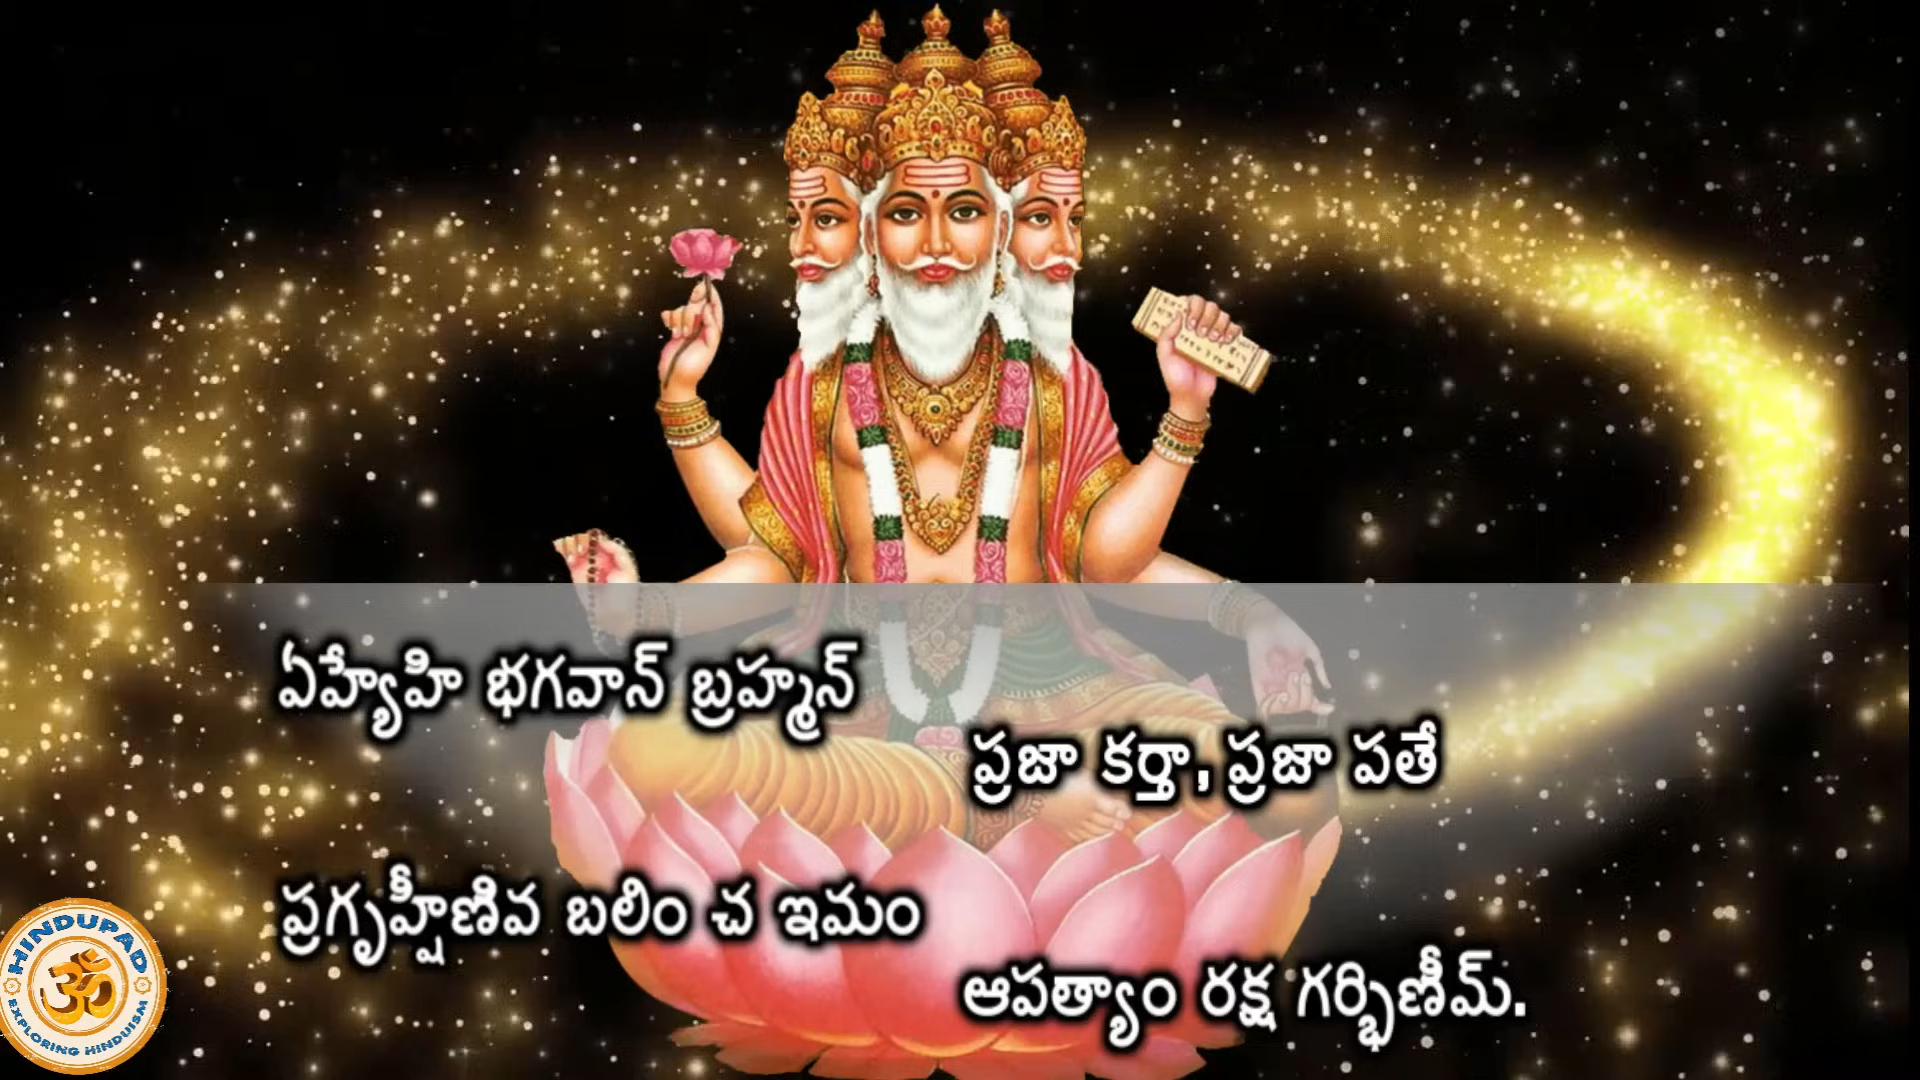 ఏహ్యేహి భగవాన్ బ్రహ్మన్
ప్రజా కర్తా, ప్రజా పతే
ప్రగృహ్షీణివ బలిం చ ఇమం
ఆపత్యాం రక్ష గర్భిణీమ్.
HINDUPAD
ॐ
EXPLORING HINDUISM